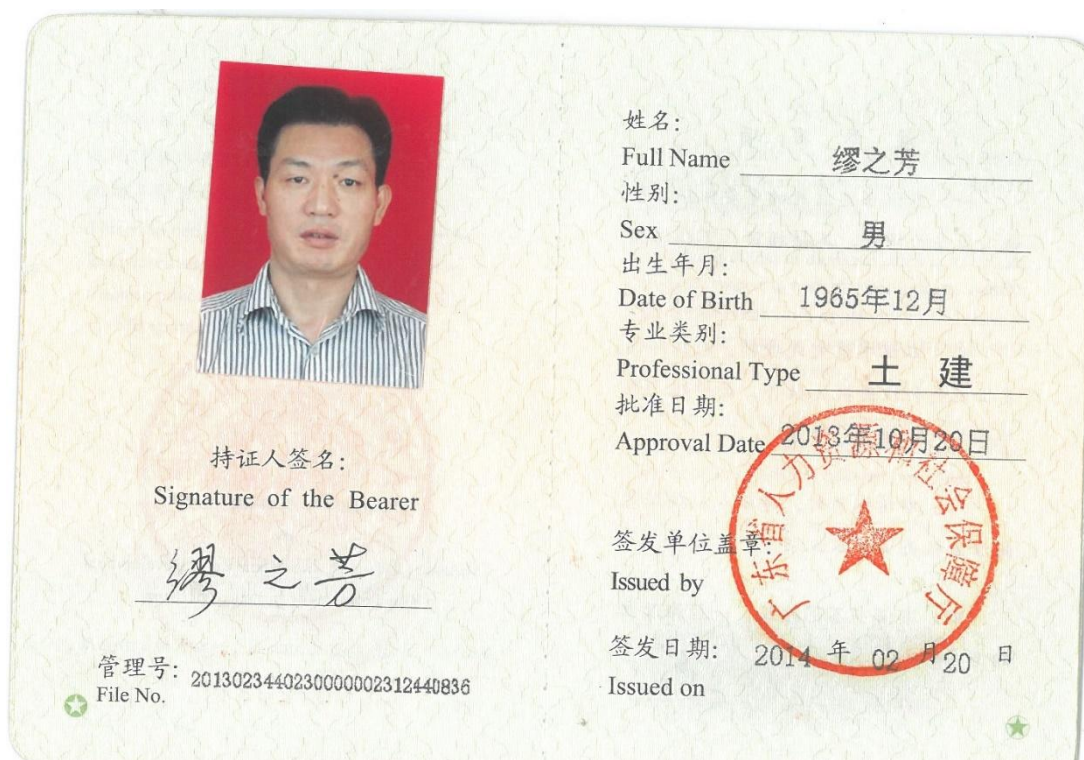 持证人签名:
Signature of the Bearer
缪之芳
管理号:
File No.
2013023440230000002312440836
姓名:
Full Name 缪之芳
性别:
Sex 男
出生年月:
Date of Birth 1965年12月
专业类别:
Professional Type 土 建
批准日期:
Approval Date 2013年10月20日
广东省人力资源和社会保障厅
签发单位盖章:
Issued by
签发日期: 2014 年 02 月 20 日
Issued on